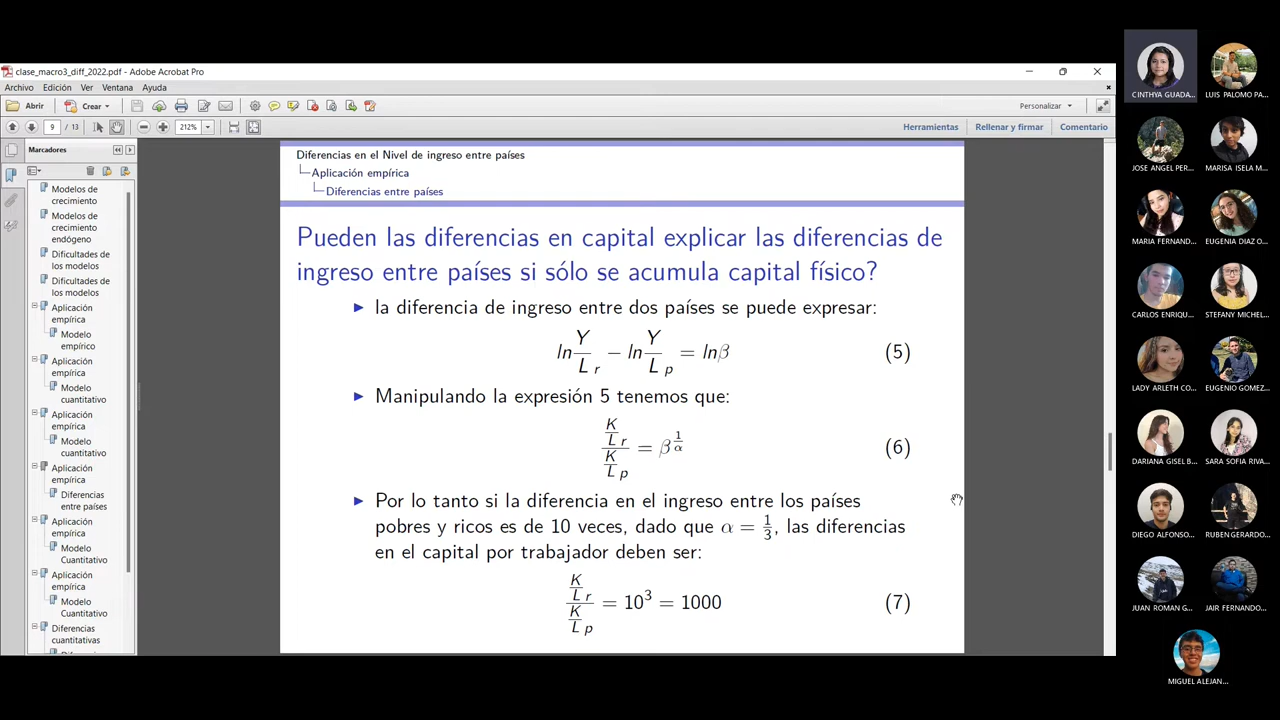 clase_macro3_diff_2022.pdf - Adobe Acrobat Pro
Archivo Edición Ver Ventana Ayuda
Abrir Crear Personalizar
9 / 13 212% Herramientas Rellenar y firmar Comentario
Marcadores
Modelos de
crecimiento
Modelos de
crecimiento
endógeno
Dificultades de
los modelos
Dificultades de
los modelos
Aplicación
empírica
Modelo
empírico
Aplicación
empírica
Modelo
cuantitativo
Aplicación
empírica
Modelo
cuantitativo
Aplicación
empírica
Diferencias
entre países
Aplicación
empírica
Modelo
Cuantitativo
Aplicación
empírica
Modelo
Cuantitativo
Diferencias
cuantitativas
Diferencias en el Nivel de ingreso entre países
Aplicación empírica
Diferencias entre países
Pueden las diferencias en capital explicar las diferencias de
ingreso entre países si sólo se acumula capital físico?
▶ la diferencia de ingreso entre dos países se puede expresar:
ln Y/L r − ln Y/L p = lnβ (5)
▶ Manipulando la expresión 5 tenemos que:
K/L r / K/L p = β^(1/α) (6)
▶ Por lo tanto si la diferencia en el ingreso entre los países
pobres y ricos es de 10 veces, dado que α = 1/3, las diferencias
en el capital por trabajador deben ser:
K/L r / K/L p = 10³ = 1000 (7)
CINTHYA GUADA... LUIS PALOMO PA...
JOSE ANGEL PER... MARISA ISELA M...
MARIA FERNAND... EUGENIA DIAZ O...
CARLOS ENRIQU... STEFANY MICHEL...
LADY ARLETH CO... EUGENIO GOMEZ...
DARIANA GISEL B... SARA SOFIA RIVA...
DIEGO ALFONSO... RUBEN GERARDO...
JUAN ROMAN G... JAIR FERNANDO...
MIGUEL ALEJAN...